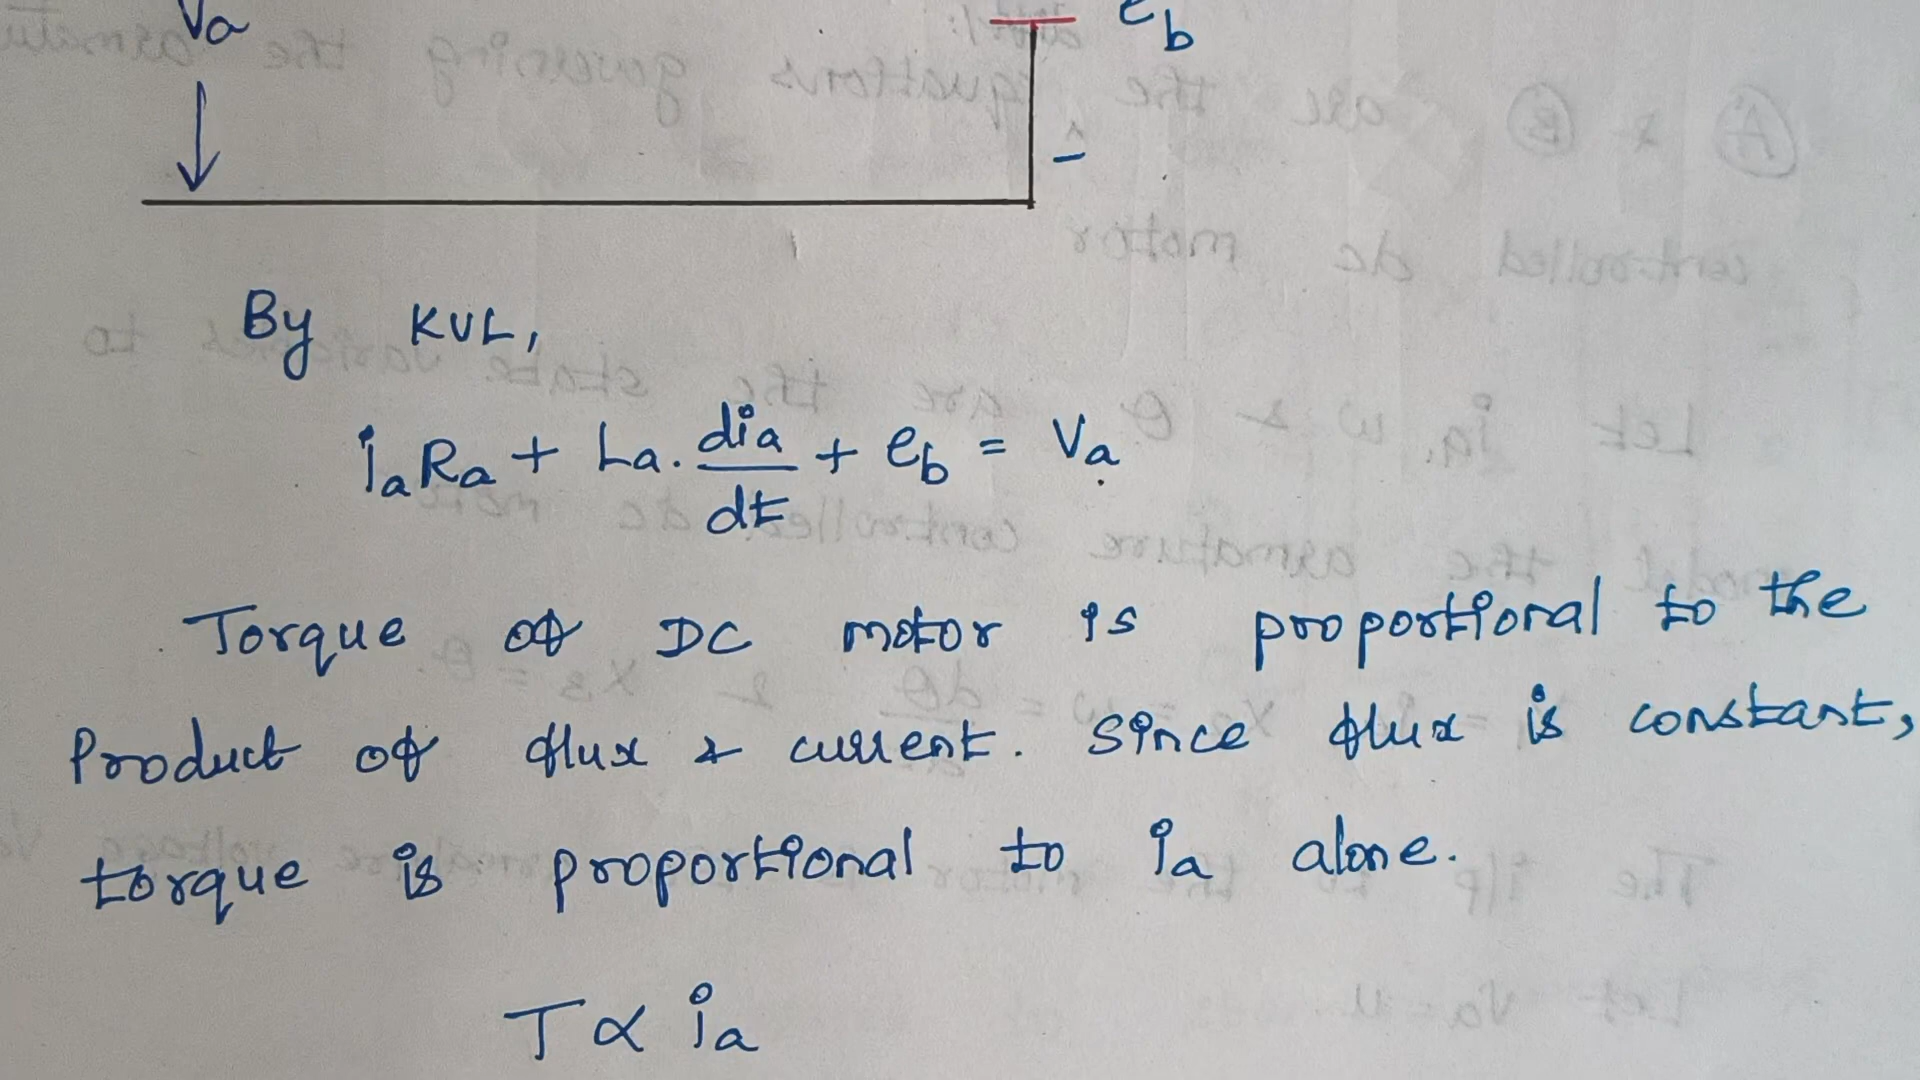 Va
eb
-
By KVL,
iaRa + La. dia/dt + eb = Va
Torque of DC motor is proportional to the
Product of flux & current. Since flux is constant,
torque is proportional to ia alone.
T ∝ ia